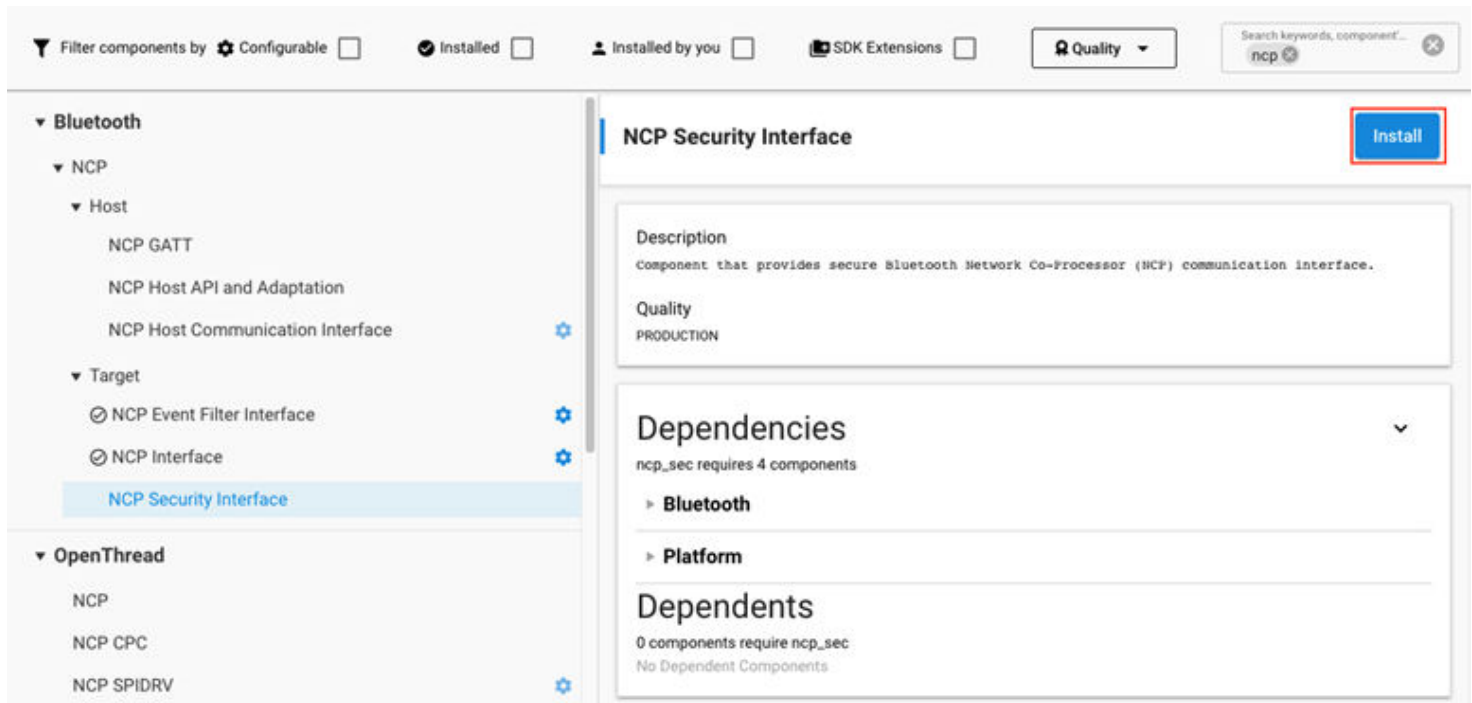 Filter components by Configurable Installed Installed by you SDK Extensions Quality Search keywords, component'...
ncp
Bluetooth
NCP
Host
NCP GATT
NCP Host API and Adaptation
NCP Host Communication Interface
Target
NCP Event Filter Interface
NCP Interface
NCP Security Interface
OpenThread
NCP
NCP CPC
NCP SPIDRV
NCP Security Interface
Install
Description
Component that provides secure Bluetooth Network Co-Processor (NCP) communication interface.
Quality
PRODUCTION
Dependencies
ncp_sec requires 4 components
Bluetooth
Platform
Dependents
0 components require ncp_sec
No Dependent Components